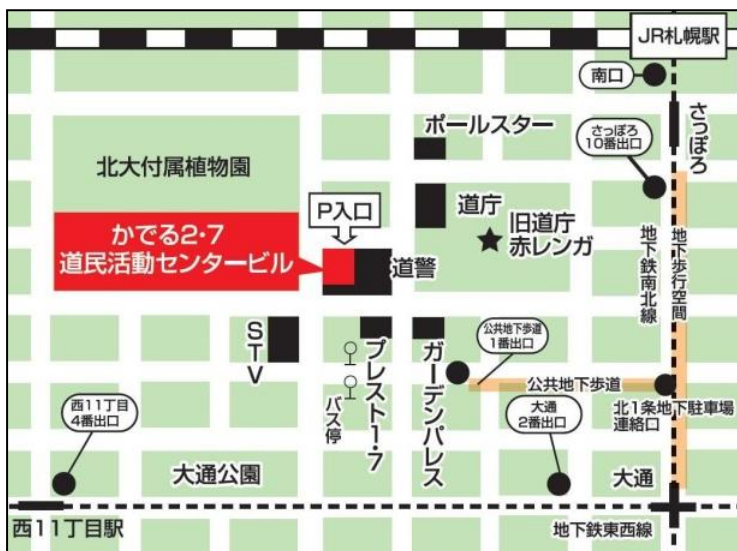 JR札幌駅
南口
さっぽろ
ポールスター
さっぽろ
10番出口
北大付属植物園
P入口
道庁
旧道庁
赤レンガ
かでる2・7
道民活動センタービル
道警
地下鉄南北線
地下歩行空間
STV
プレスト1・7
ガーデンパレス
公共地下歩道
1番出口
バス停
公共地下歩道
西11丁目
4番出口
大通
2番出口
北1条地下駐車場
連絡口
大通公園
大通
西11丁目駅
地下鉄東西線